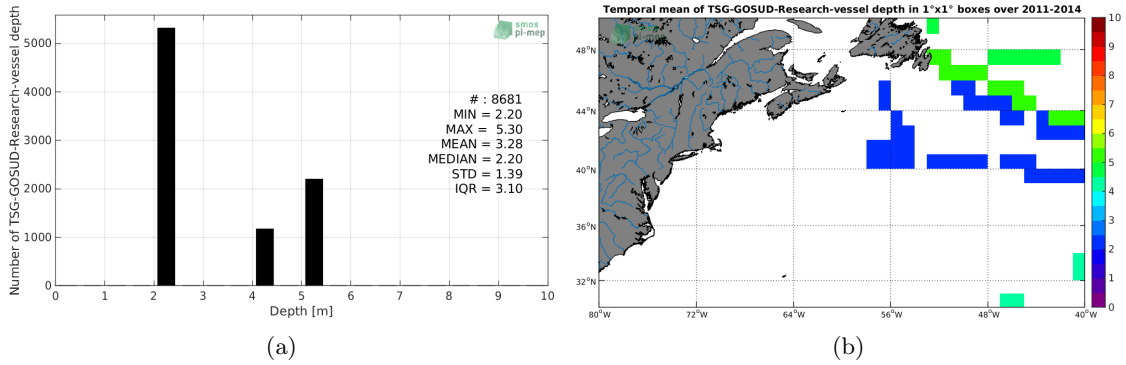 Number of TSG-GOSUD-Research-vessel depth
5000
4000
3000
2000
1000
0
0 1 2 3 4 5 6 7 8 9 10
Depth [m]
smos
pi-mep
# : 8681
MIN = 2.20
MAX = 5.30
MEAN = 3.28
MEDIAN = 2.20
STD = 1.39
IQR = 3.10
(a)
Temporal mean of TSG-GOSUD-Research-vessel depth in 1°x1° boxes over 2011-2014
smos
pi-mep
48°N
44°N
40°N
36°N
32°N
80°W 72°W 64°W 56°W 48°W 40°W
10
9
8
7
6
5
4
3
2
1
0
(b)